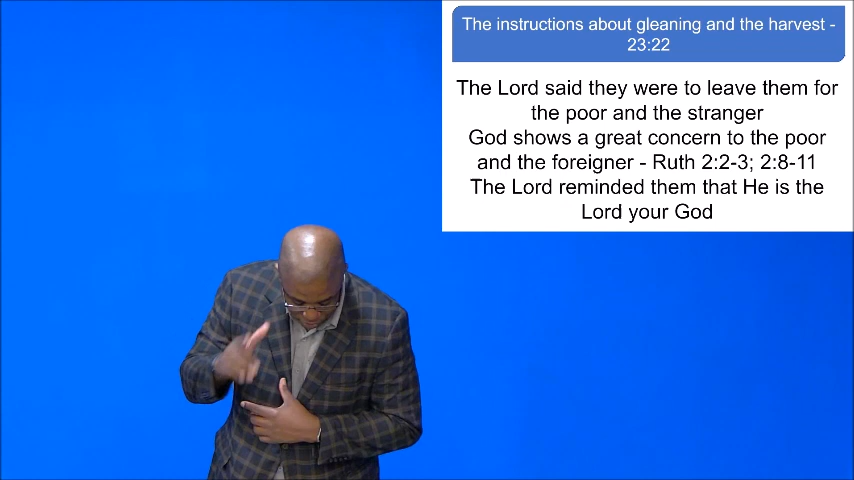 The instructions about gleaning and the harvest -
23:22
The Lord said they were to leave them for
the poor and the stranger
God shows a great concern to the poor
and the foreigner - Ruth 2:2-3; 2:8-11
The Lord reminded them that He is the
Lord your God